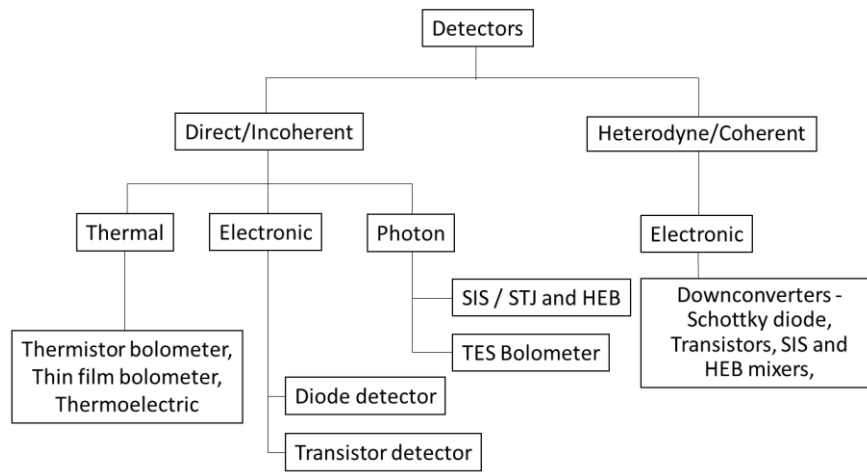 Detectors
Direct/Incoherent
Heterodyne/Coherent
Thermal
Electronic
Photon
Electronic
SIS / STJ and HEB
Downconverters -
Schottky diode,
Transistors, SIS and
HEB mixers,
Thermistor bolometer,
Thin film bolometer,
Thermoelectric
TES Bolometer
Diode detector
Transistor detector